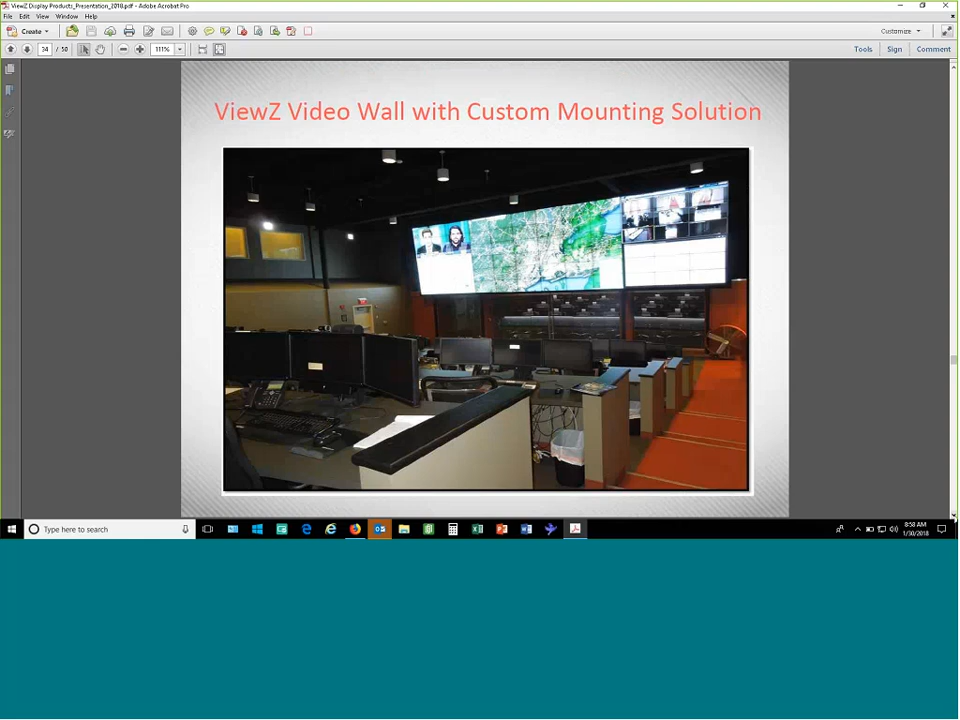 ViewZ Display Products_Presentation_2018.pdf - Adobe Acrobat Pro
File Edit View Window Help
Create
Customize
34 / 50
111%
Tools Sign Comment
ViewZ Video Wall with Custom Mounting Solution
Type here to search
8:58 AM
1/30/2018